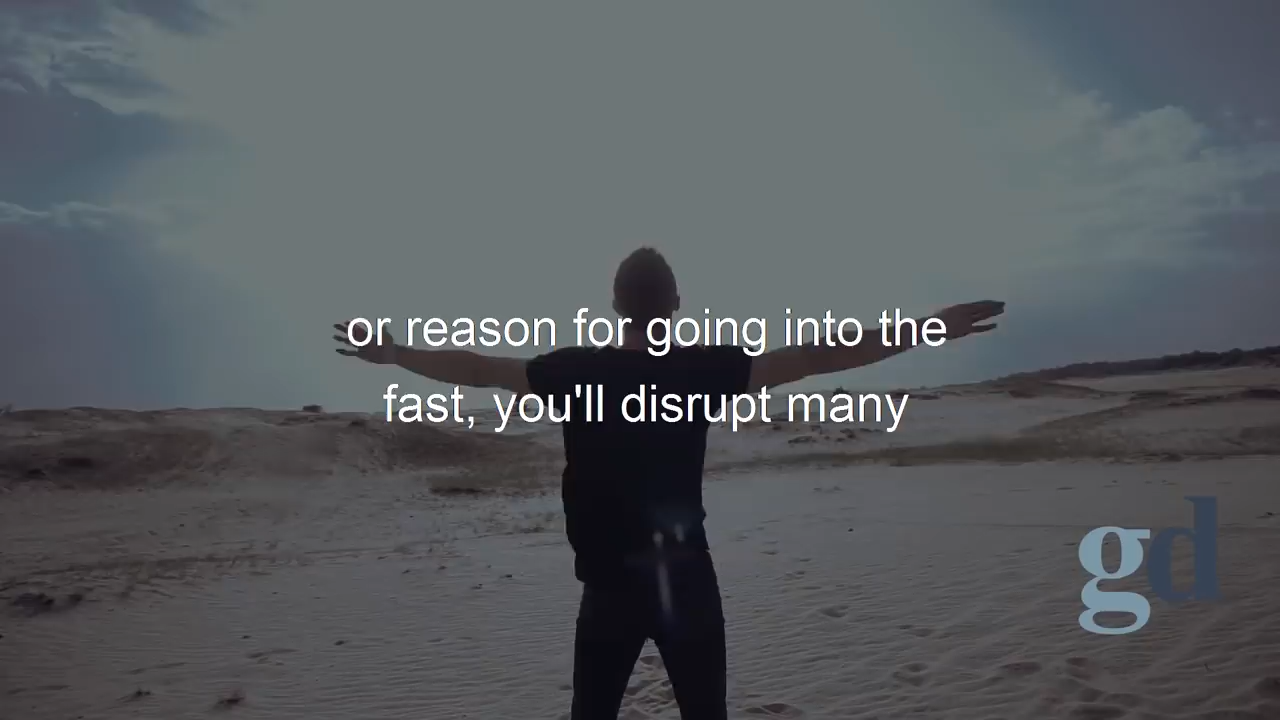 or reason for going into the
fast, you'll disrupt many
gd